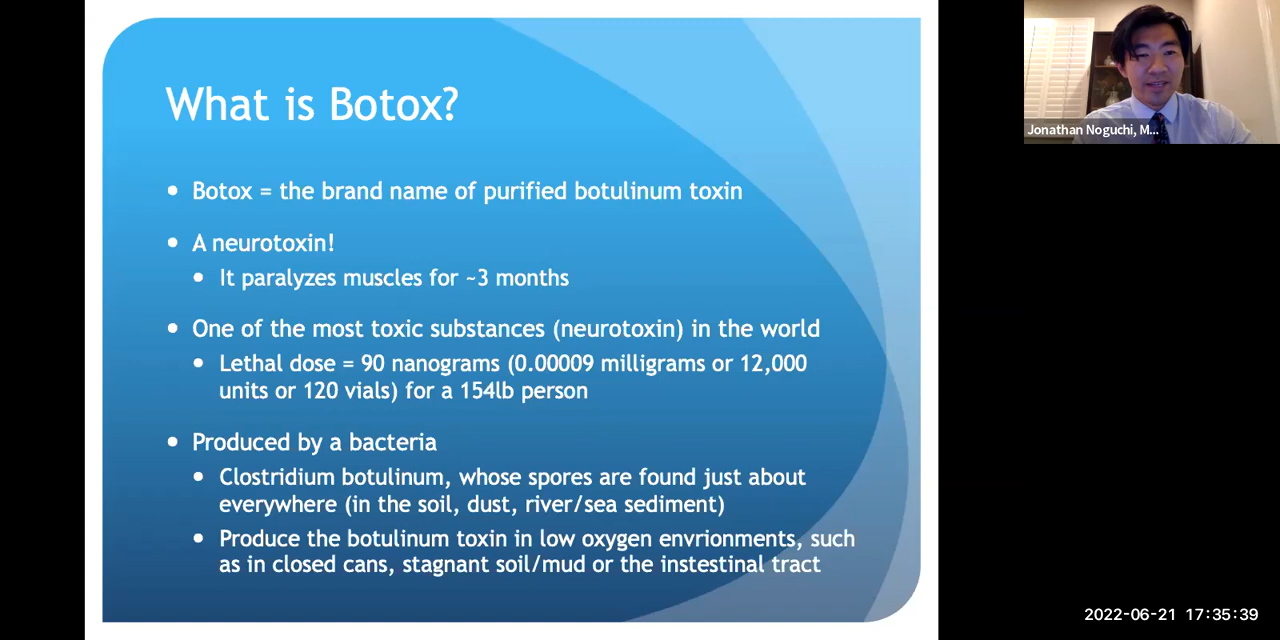 What is Botox?
• Botox = the brand name of purified botulinum toxin
• A neurotoxin!
• It paralyzes muscles for ~3 months
• One of the most toxic substances (neurotoxin) in the world
• Lethal dose = 90 nanograms (0.00009 milligrams or 12,000
units or 120 vials) for a 154lb person
• Produced by a bacteria
• Clostridium botulinum, whose spores are found just about
everywhere (in the soil, dust, river/sea sediment)
• Produce the botulinum toxin in low oxygen envrionments, such
as in closed cans, stagnant soil/mud or the instestinal tract
Jonathan Noguchi, M...
2022-06-21 17:35:39